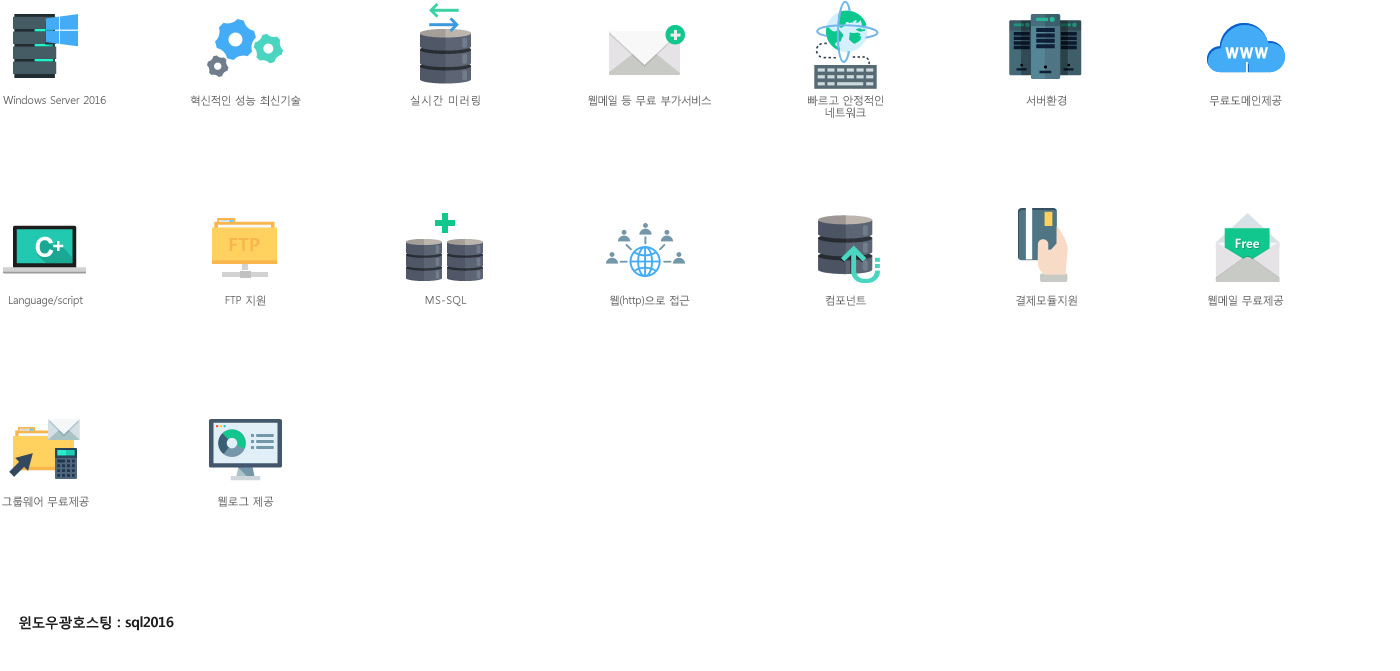 Windows Server 2016
혁신적인 성능 최신기술
실시간 미러링
웹메일 등 무료 부가서비스
빠르고 안정적인
네트워크
서버환경
WWW
무료도메인제공
C+
Language/script
FTP
FTP 지원
MS-SQL
웹(http)으로 접근
컴포넌트
결제모듈지원
Free
웹메일 무료제공
그룹웨어 무료제공
웹로그 제공
윈도우광호스팅 : sql2016